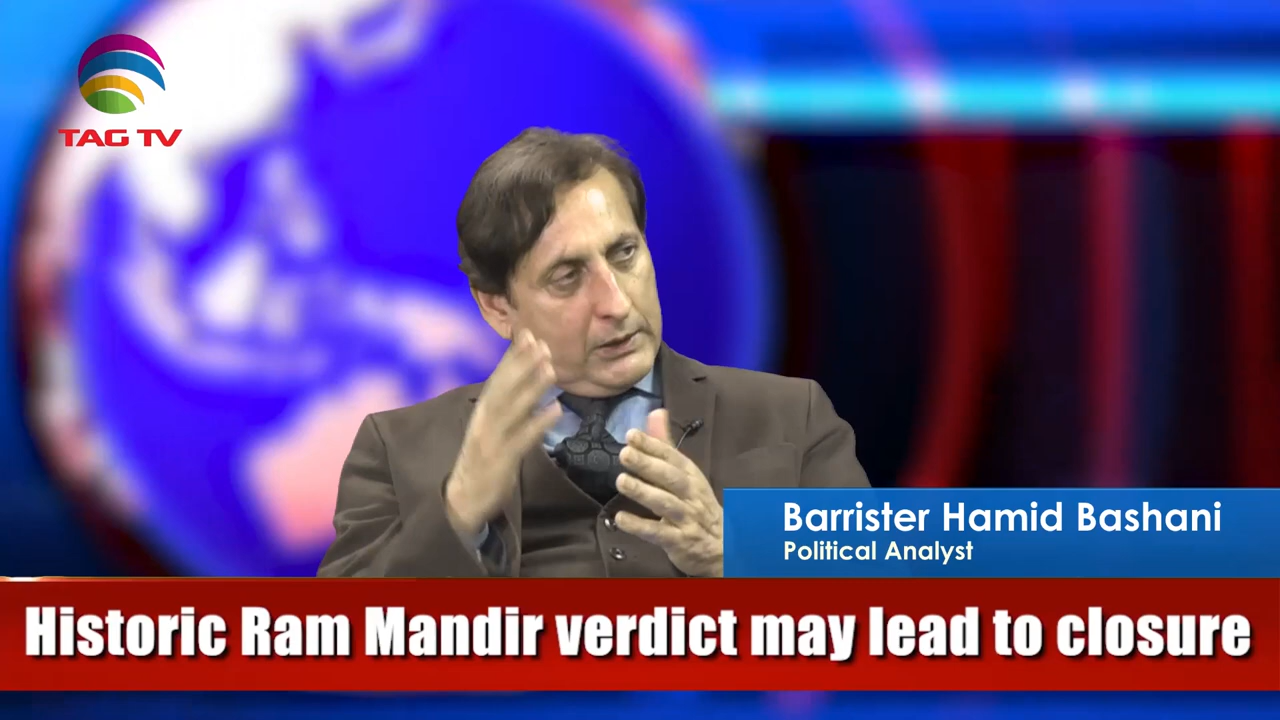 TAG TV
Barrister Hamid Bashani
Political Analyst
Historic Ram Mandir verdict may lead to closure